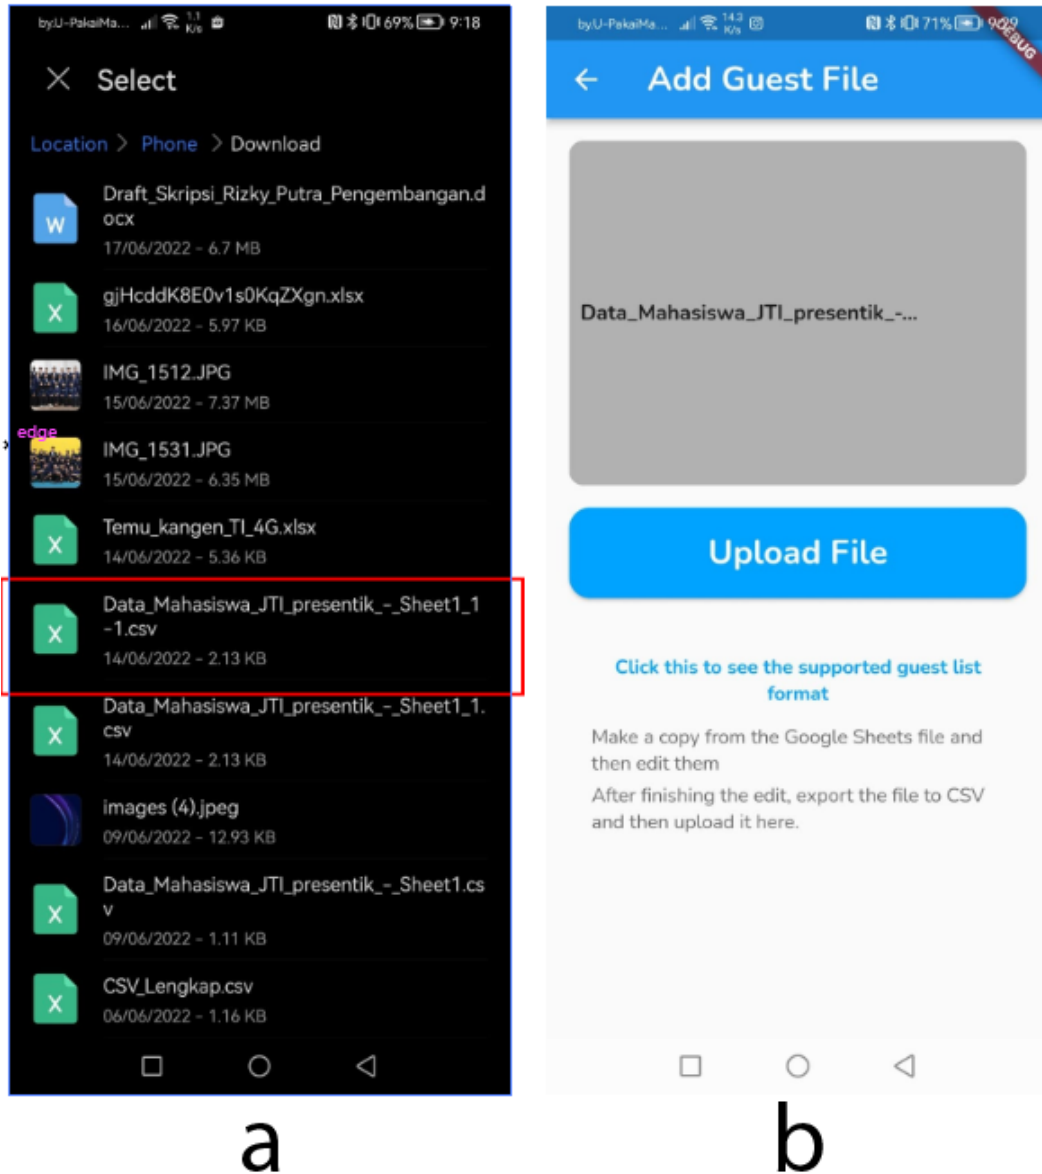 by.U-PakaiMa... 1.1 K/s 69% 9:18
Select
Location > Phone > Download
W
Draft_Skripsi_Rizky_Putra_Pengembangan.d
ocx
17/06/2022 - 6.7 MB
X
gjHcddK8E0v1s0KqZXgn.xlsx
16/06/2022 - 5.97 KB
IMG_1512.JPG
15/06/2022 - 7.37 MB
edge
IMG_1531.JPG
15/06/2022 - 6.35 MB
X
Temu_kangen_TI_4G.xlsx
14/06/2022 - 5.36 KB
X
Data_Mahasiswa_JTI_presentik_-_Sheet1_1
-1.csv
14/06/2022 - 2.13 KB
X
Data_Mahasiswa_JTI_presentik_-_Sheet1_1.
csv
14/06/2022 - 2.13 KB
images (4).jpeg
09/06/2022 - 12.93 KB
X
Data_Mahasiswa_JTI_presentik_-_Sheet1.cs
v
09/06/2022 - 1.11 KB
X
CSV_Lengkap.csv
06/06/2022 - 1.16 KB
a
by.U-PakaiMa... 14.3 K/s 71% 9:29
DEBUG
Add Guest File
Data_Mahasiswa_JTI_presentik_-...
Upload File
Click this to see the supported guest list
format
Make a copy from the Google Sheets file and
then edit them
After finishing the edit, export the file to CSV
and then upload it here.
b